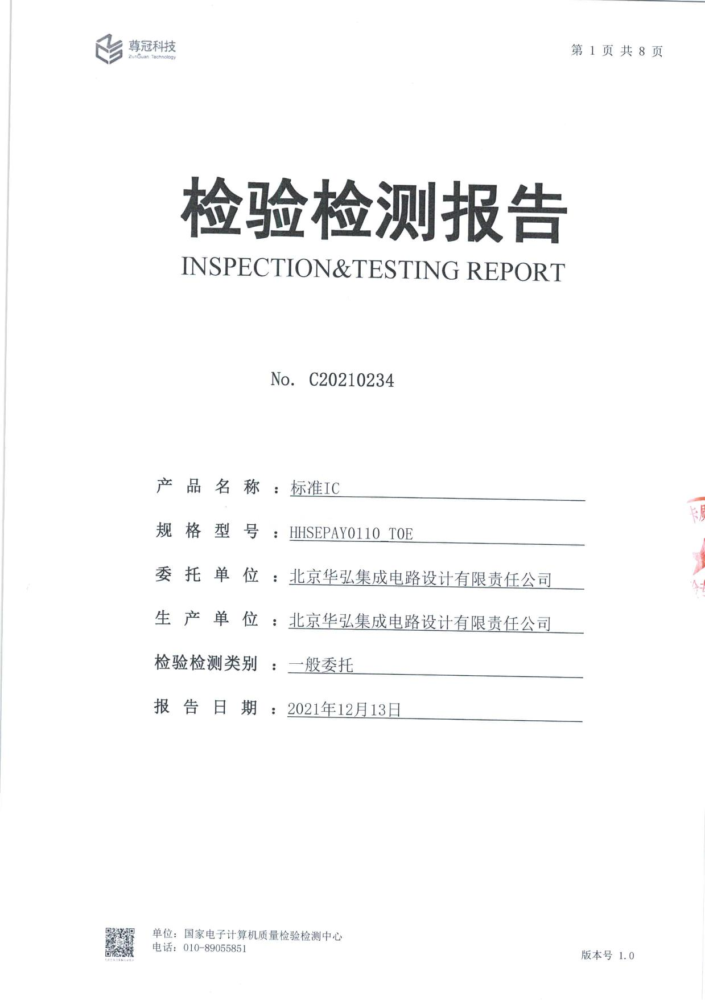 尊冠科技
ZunGuan Technology
第 1 页 共 8 页
检验检测报告
INSPECTION&TESTING REPORT
No. C20210234
产品名称：标准IC
规格型号：HHSEPAY0110_TOE
委托单位：北京华弘集成电路设计有限责任公司
生产单位：北京华弘集成电路设计有限责任公司
检验检测类别：一般委托
报告日期：2021年12月13日
单位：国家电子计算机质量检验检测中心
电话：010-89055851
版本号 1.0